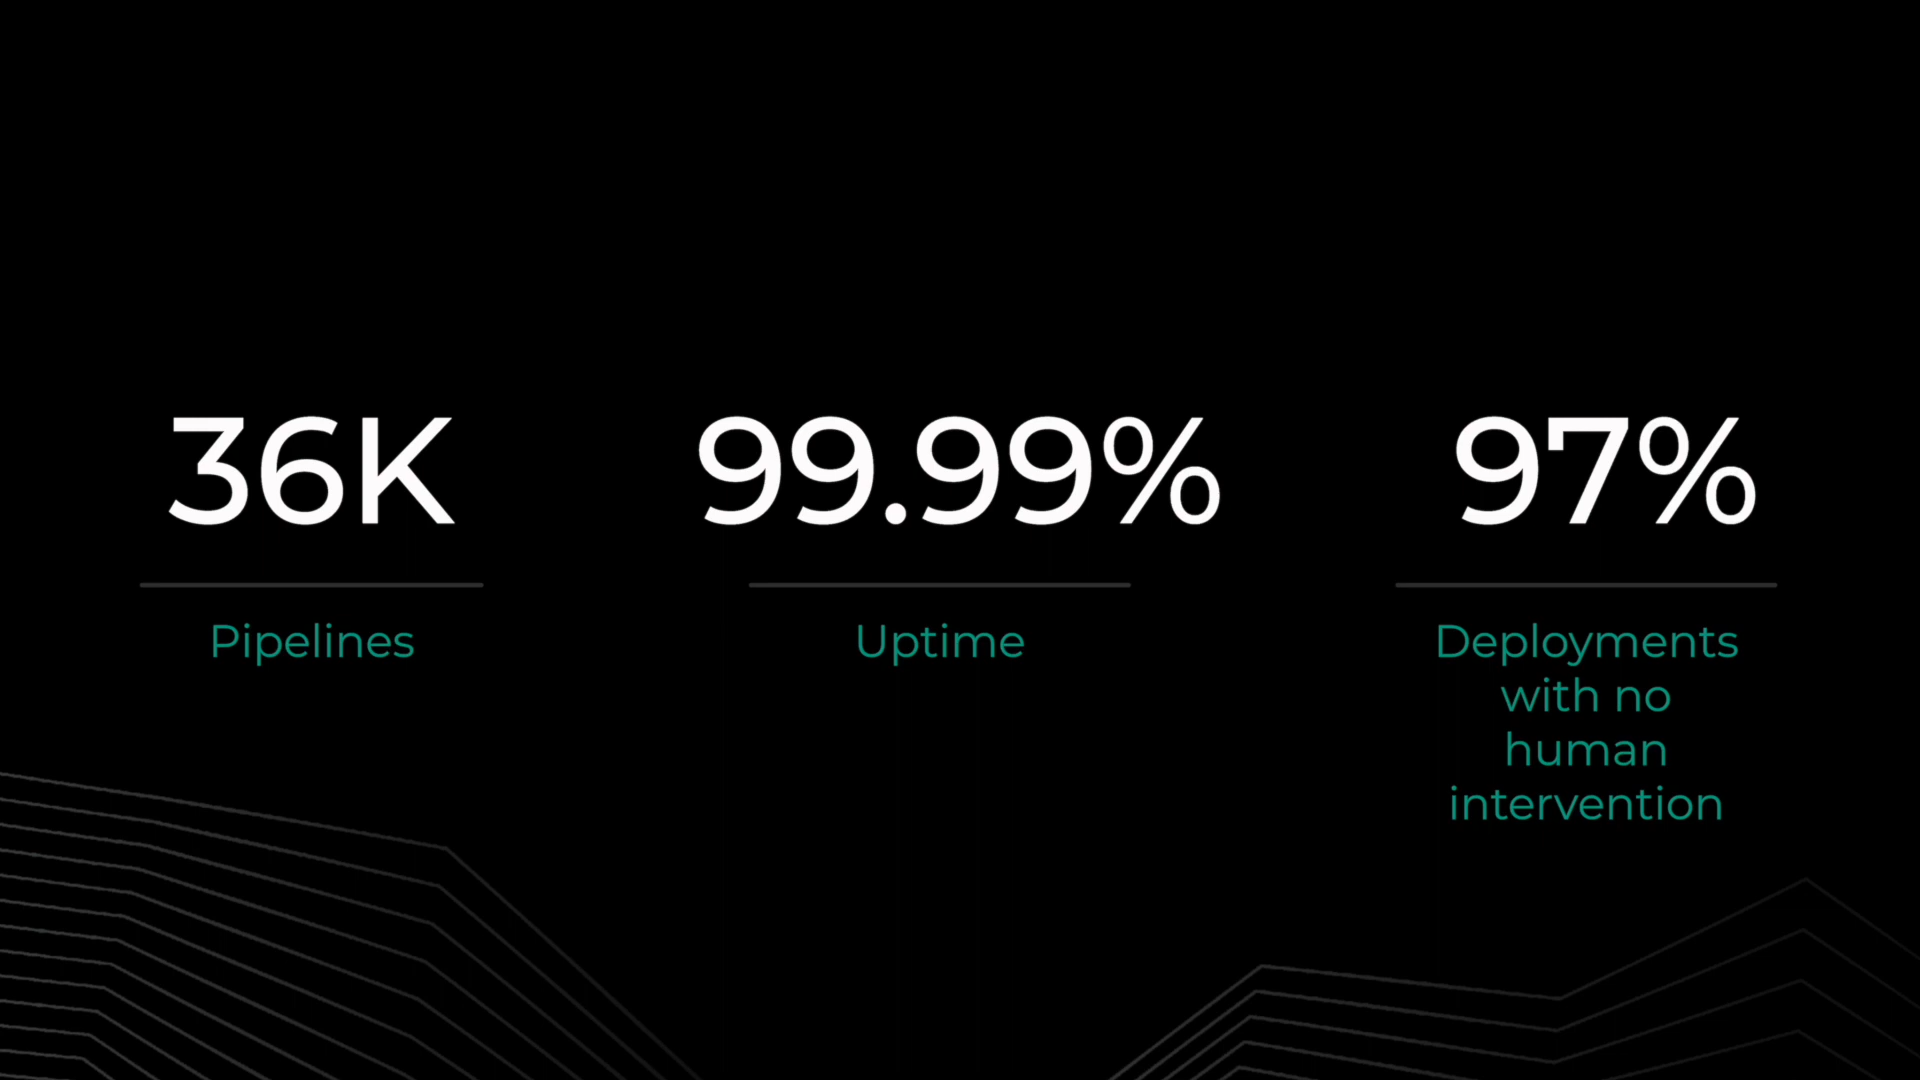 36K
Pipelines
99.99%
Uptime
97%
Deployments
with no
human
intervention